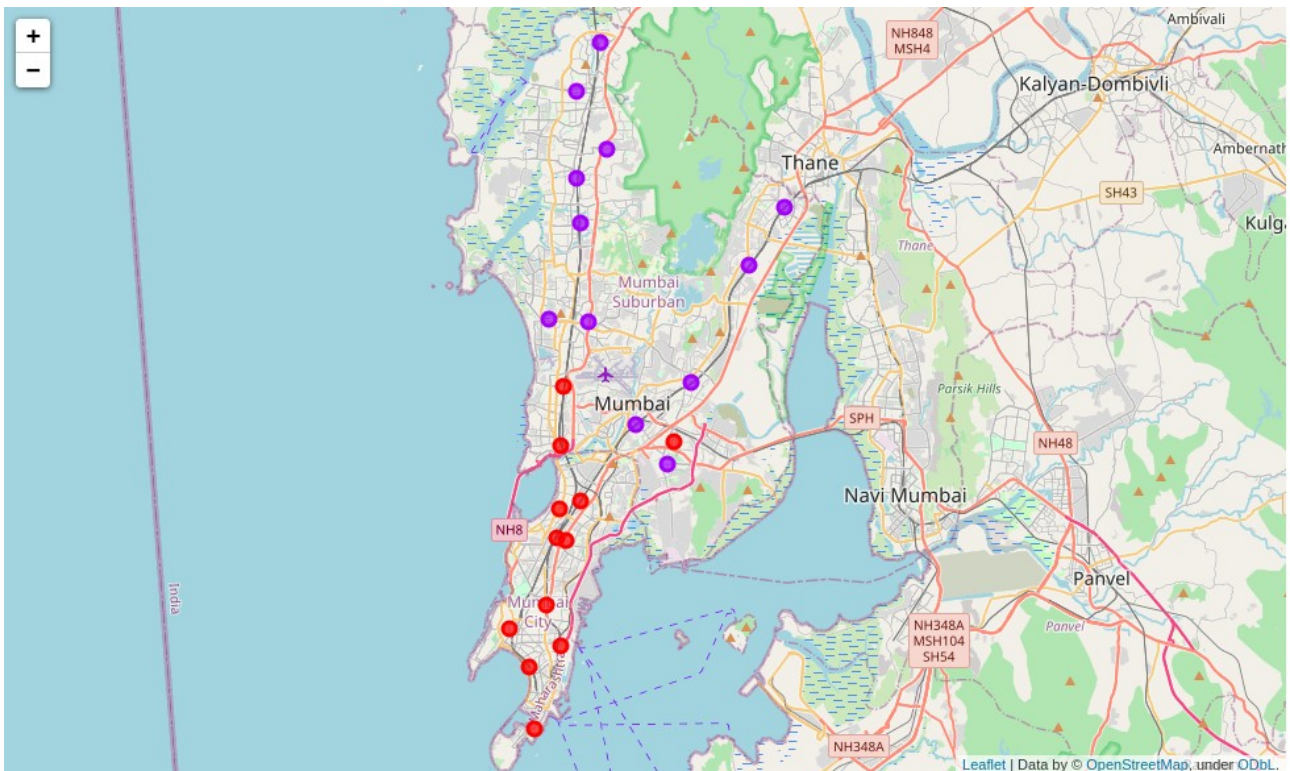 +
−
Ambivali
NH848
MSH4
Kalyan-Dombivli
Ambernath
Thane
SH43
Kulga
Thane
Mumbai
Suburban
Parsik Hills
Mumbai
SPH
NH48
Navi Mumbai
NH8
India
Panvel
Mumbai
City
NH348A
MSH104
SH54
Panvel
Maharashtra
NH348A
Leaflet | Data by © OpenStreetMap, under ODbL.